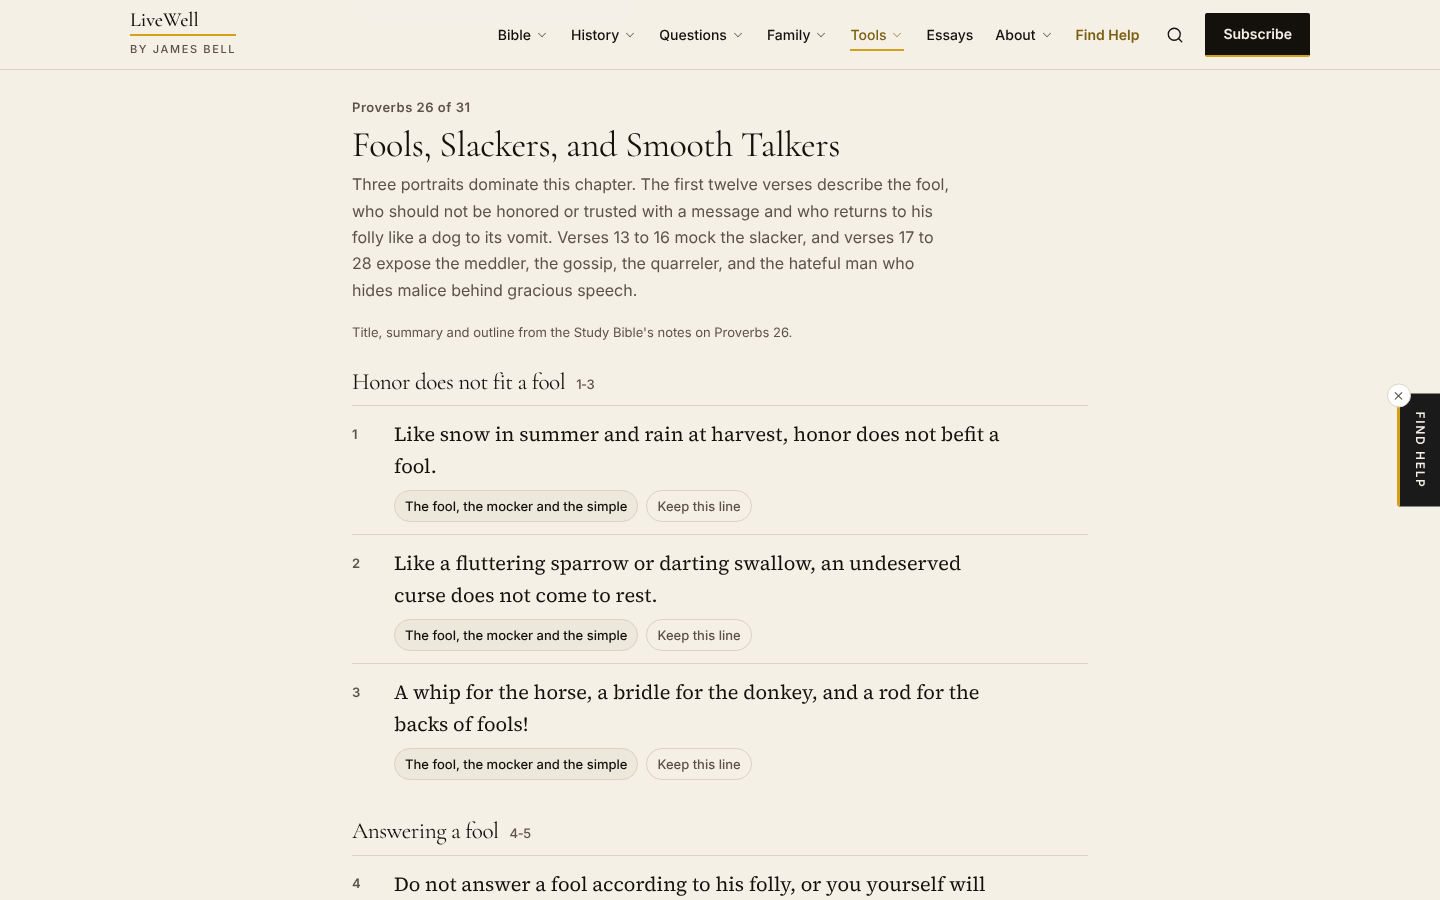 LiveWell
BY JAMES BELL
Bible
History
Questions
Family
Tools
Essays
About
Find Help
Subscribe
Proverbs 26 of 31
Fools, Slackers, and Smooth Talkers
Three portraits dominate this chapter. The first twelve verses describe the fool,
who should not be honored or trusted with a message and who returns to his
folly like a dog to its vomit. Verses 13 to 16 mock the slacker, and verses 17 to
28 expose the meddler, the gossip, the quarreler, and the hateful man who
hides malice behind gracious speech.
Title, summary and outline from the Study Bible's notes on Proverbs 26.
Honor does not fit a fool 1-3
1 Like snow in summer and rain at harvest, honor does not befit a
fool.
The fool, the mocker and the simple
Keep this line
2 Like a fluttering sparrow or darting swallow, an undeserved
curse does not come to rest.
The fool, the mocker and the simple
Keep this line
3 A whip for the horse, a bridle for the donkey, and a rod for the
backs of fools!
The fool, the mocker and the simple
Keep this line
Answering a fool 4-5
4 Do not answer a fool according to his folly, or you yourself will
FIND HELP